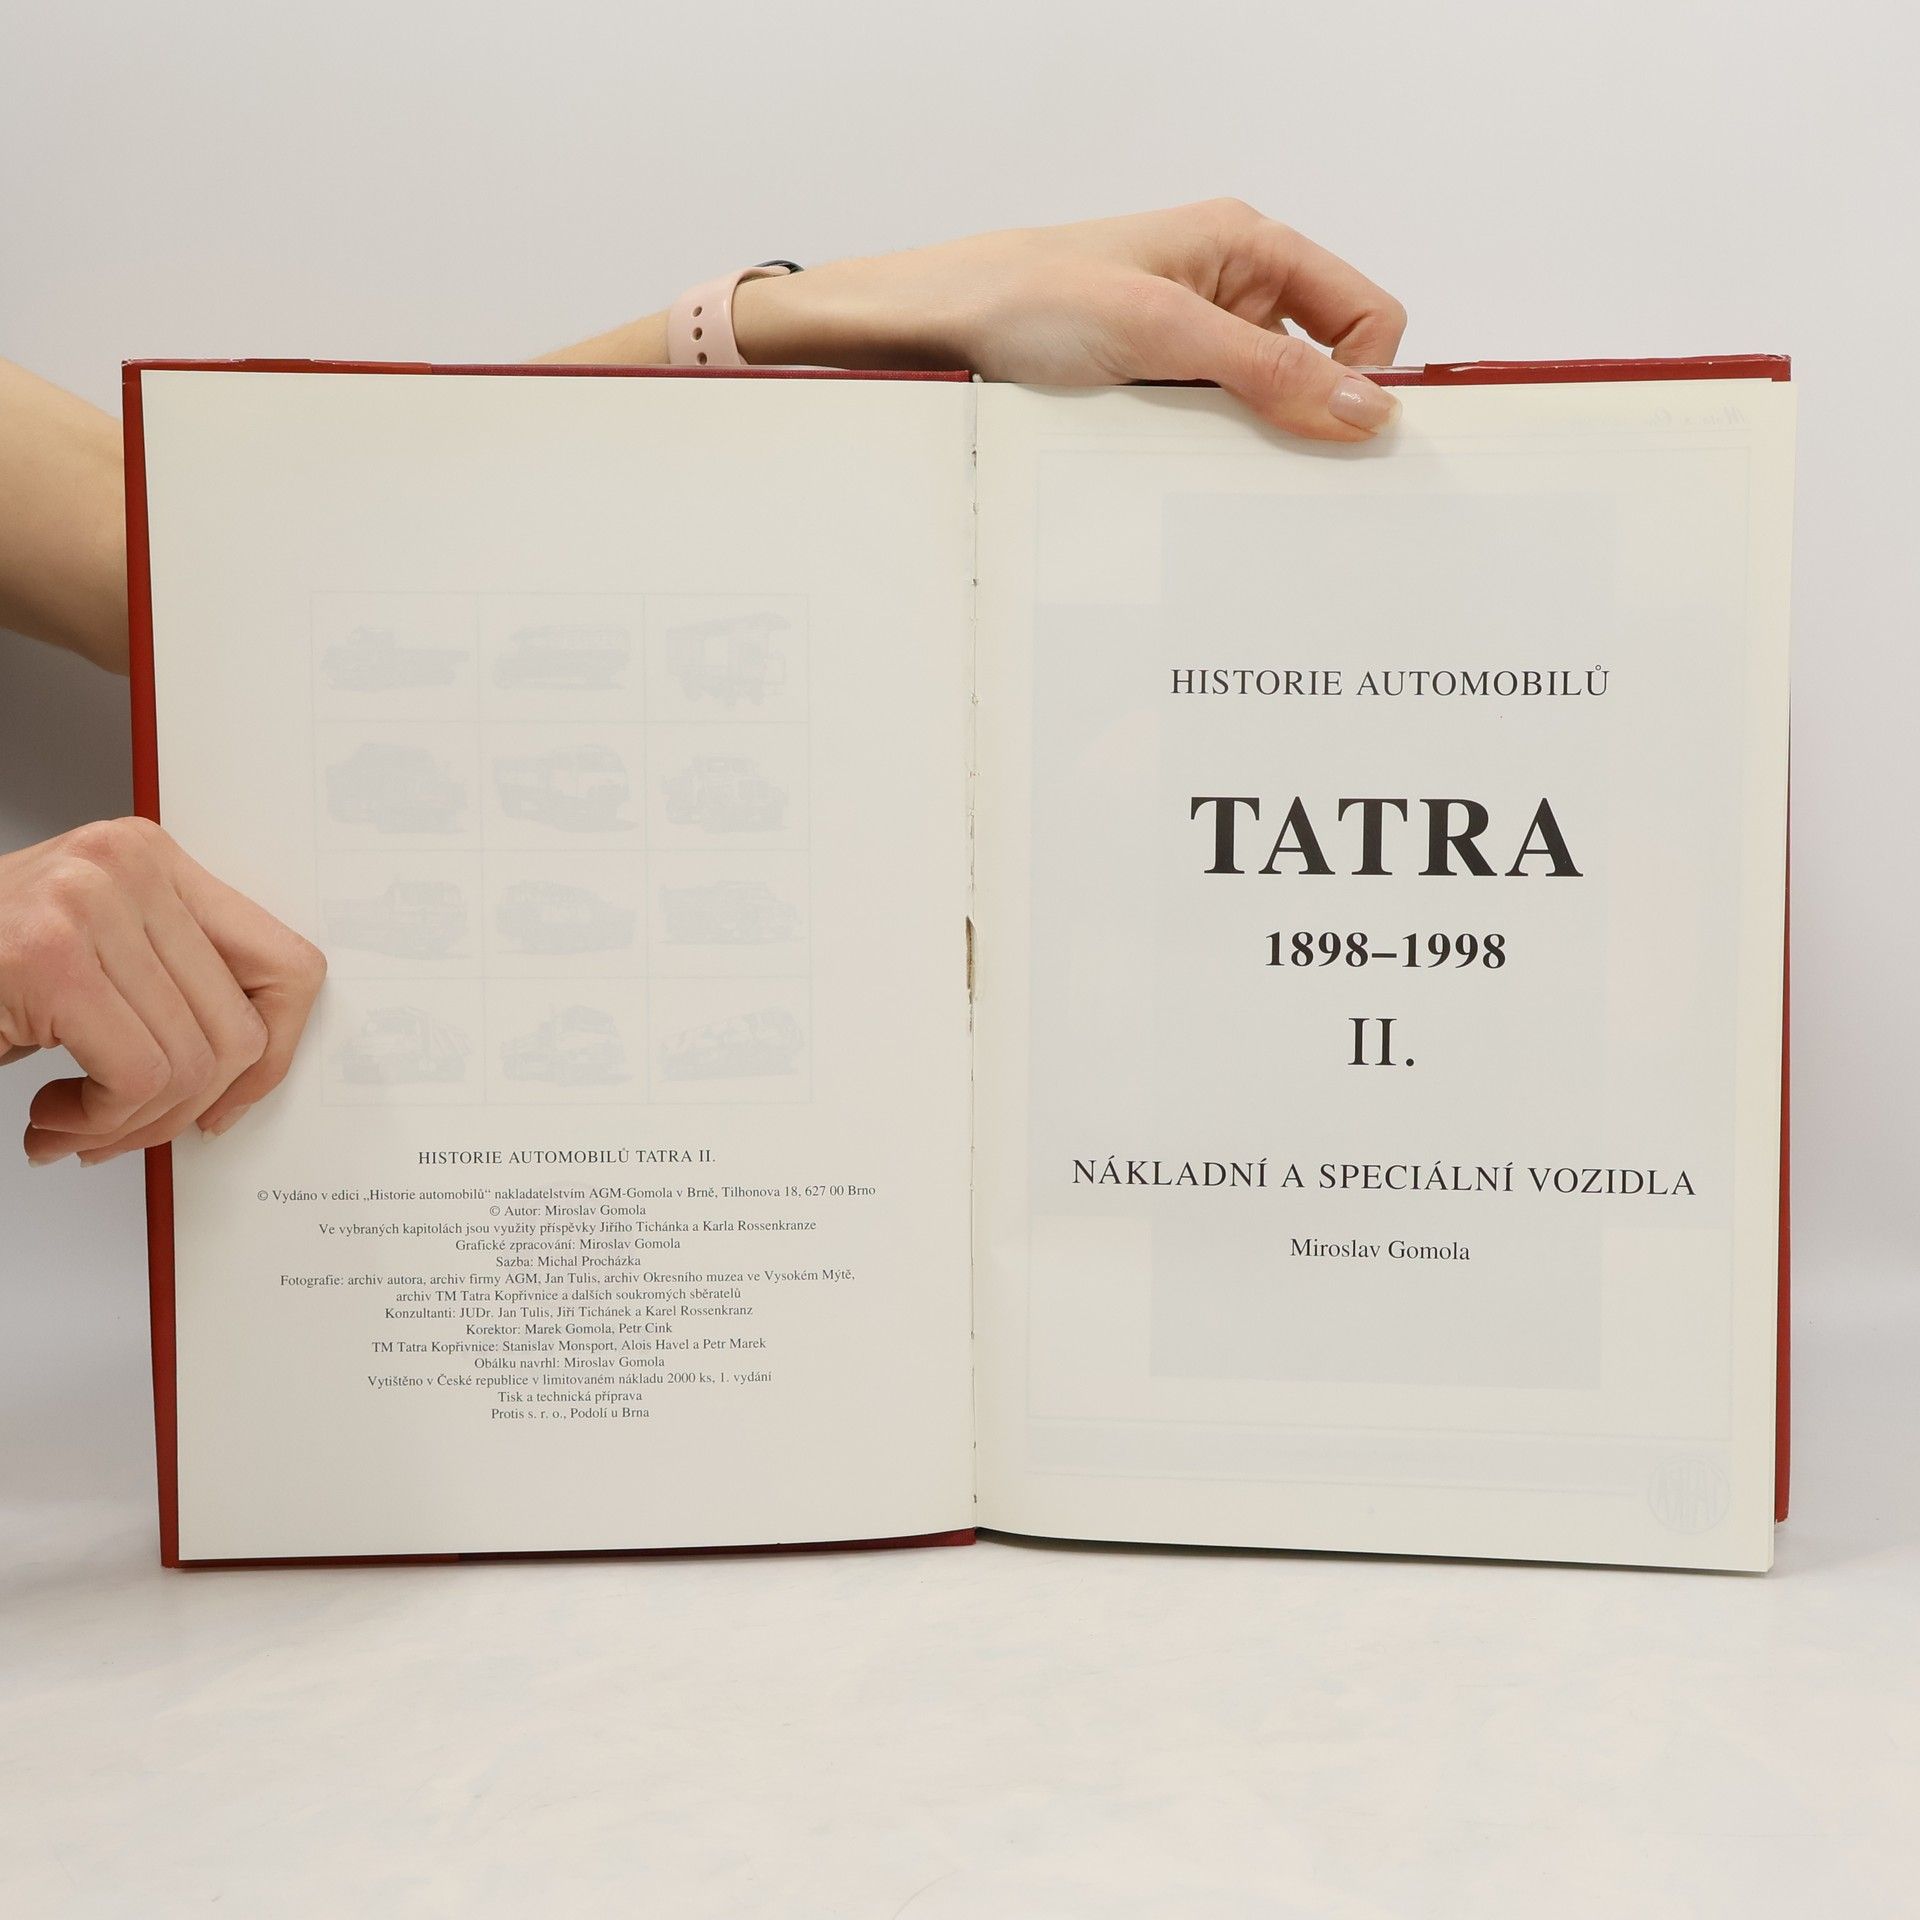 HISTORIE AUTOMOBILŮ TATRA II.
© Vydáno v edici „Historie automobilů“ nakladatelstvím AGM-Gomola v Brně, Tilhonova 18, 627 00 Brno
© Autor: Miroslav Gomola
Ve vybraných kapitolách jsou využity příspěvky Jiřího Tichánka a Karla Rossenkranze
Grafické zpracování: Miroslav Gomola
Sazba: Michal Procházka
Fotografie: archiv autora, archiv firmy AGM, Jan Tulis, archiv Okresního muzea ve Vysokém Mýtě,
archiv TM Tatra Kopřivnice a dalších soukromých sběratelů
Konzultanti: JUDr. Jan Tulis, Jiří Tichánek a Karel Rossenkranz
Korektor: Marek Gomola, Petr Cink
TM Tatra Kopřivnice: Stanislav Monsport, Alois Havel a Petr Marek
Obálku navrhl: Miroslav Gomola
Vytištěno v České republice v limitovaném nákladu 2000 ks, 1. vydání
Tisk a technická příprava
Protis s. r. o., Podolí u Brna
HISTORIE AUTOMOBILŮ
TATRA
1898–1998
II.
NÁKLADNÍ A SPECIÁLNÍ VOZIDLA
Miroslav Gomola